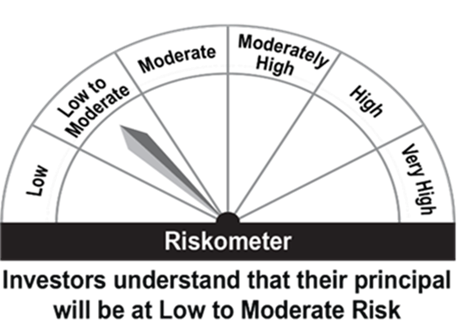 Low
Low to
Moderate
Moderate
Moderately
High
High
Very High
Riskometer
Investors understand that their principal
will be at Low to Moderate Risk